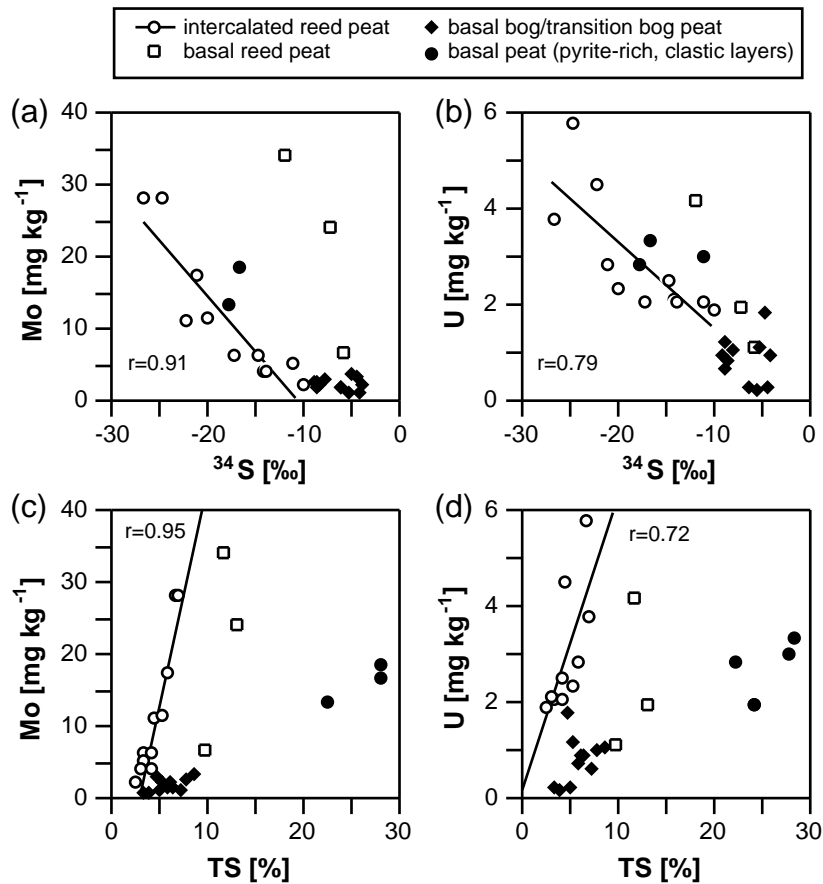 intercalated reed peat
basal bog/transition bog peat
basal reed peat
basal peat (pyrite-rich, clastic layers)
(a)
40
30
20
10
0
Mo [mg kg⁻¹]
r=0.91
-30 -20 -10 0
³⁴S [‰]
(b)
6
4
2
0
U [mg kg⁻¹]
r=0.79
-30 -20 -10 0
³⁴S [‰]
(c)
40
30
20
10
0
Mo [mg kg⁻¹]
r=0.95
0 10 20 30
TS [%]
(d)
6
4
2
0
U [mg kg⁻¹]
r=0.72
0 10 20 30
TS [%]